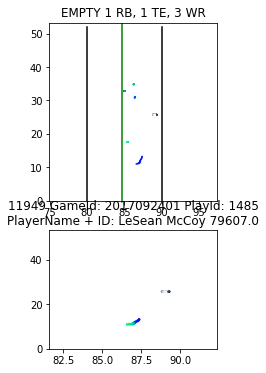 EMPTY 1 RB, 1 TE, 3 WR
50
40
30
20
10
0
75 80 85 90 95
11949 GameId: 2017092401 PlayId: 1485
PlayerName + ID: LeSean McCoy 79607.0
40
20
0
82.5 85.0 87.5 90.0